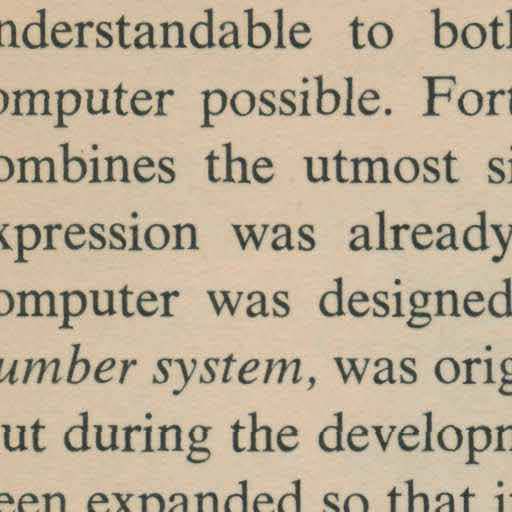 nderstandable to both
omputer possible. Fort
ombines the utmost si
xpression was already
omputer was designed
umber system, was orig
ut during the developm
een expanded so that i